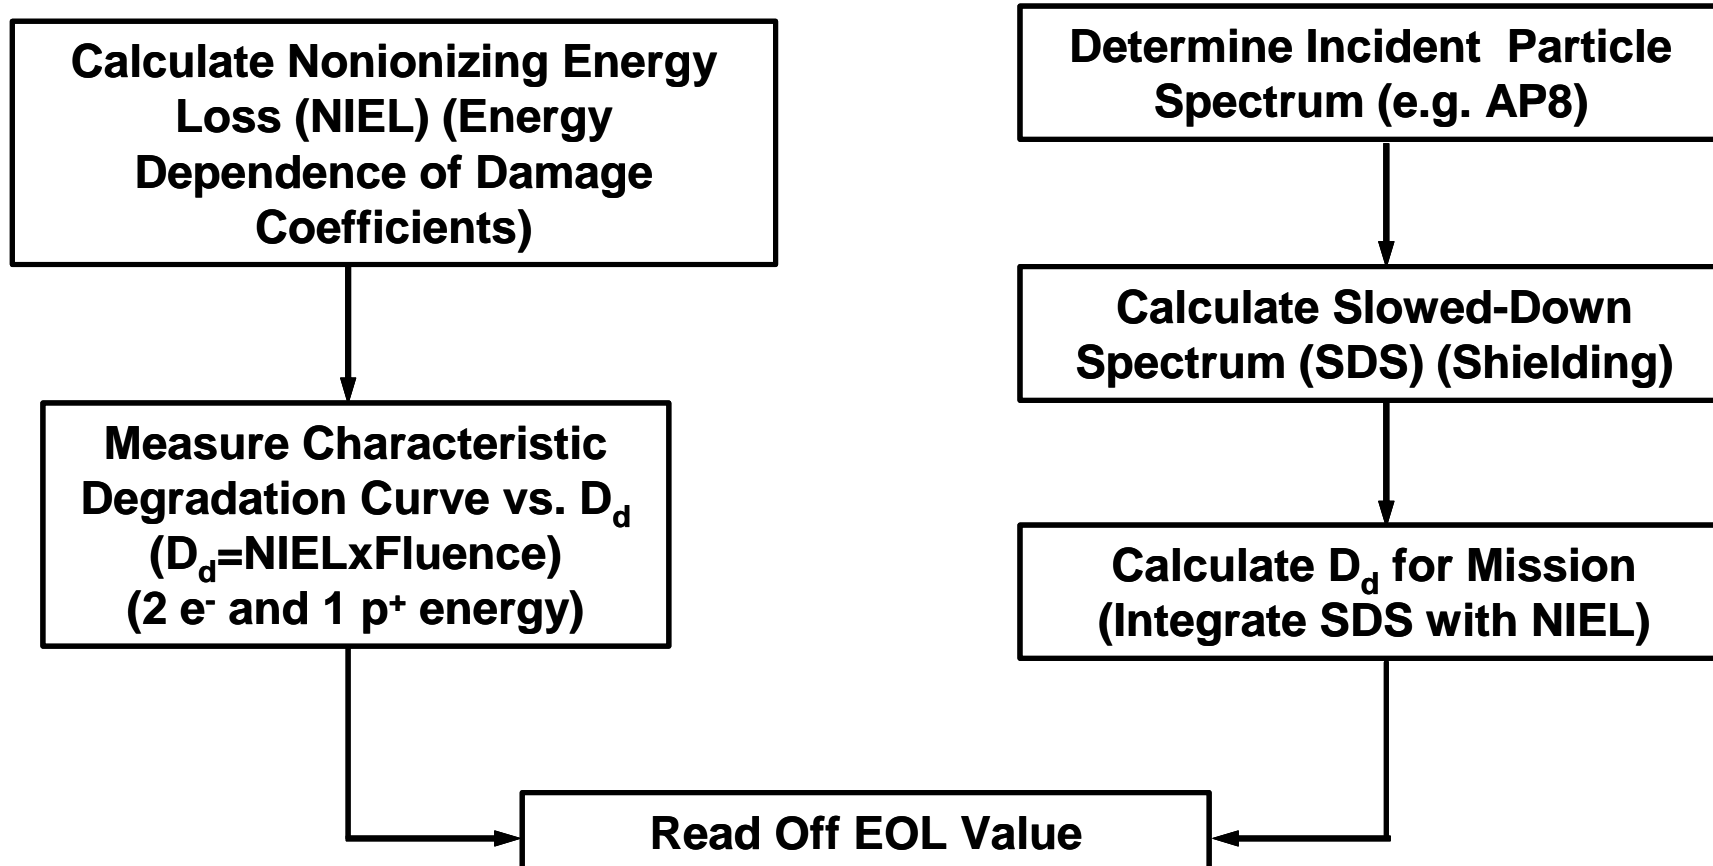 Calculate Nonionizing Energy
Loss (NIEL) (Energy
Dependence of Damage
Coefficients)
Measure Characteristic
Degradation Curve vs. Dd
(Dd=NIELxFluence)
(2 e- and 1 p+ energy)
Determine Incident Particle
Spectrum (e.g. AP8)
Calculate Slowed-Down
Spectrum (SDS) (Shielding)
Calculate Dd for Mission
(Integrate SDS with NIEL)
Read Off EOL Value